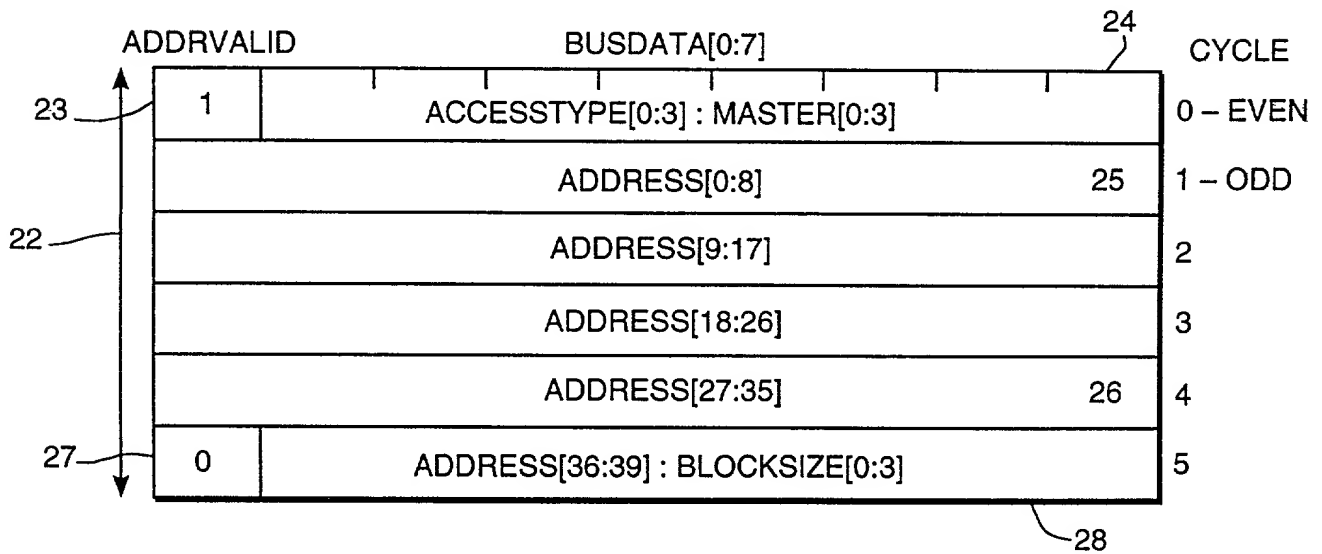 ADDRVALID BUSDATA[0:7] 24 CYCLE
23 1 ACCESSTYPE[0:3] : MASTER[0:3] 0 – EVEN
ADDRESS[0:8] 25 1 – ODD
22 ADDRESS[9:17] 2
ADDRESS[18:26] 3
ADDRESS[27:35] 26 4
27 0 ADDRESS[36:39] : BLOCKSIZE[0:3] 5
28